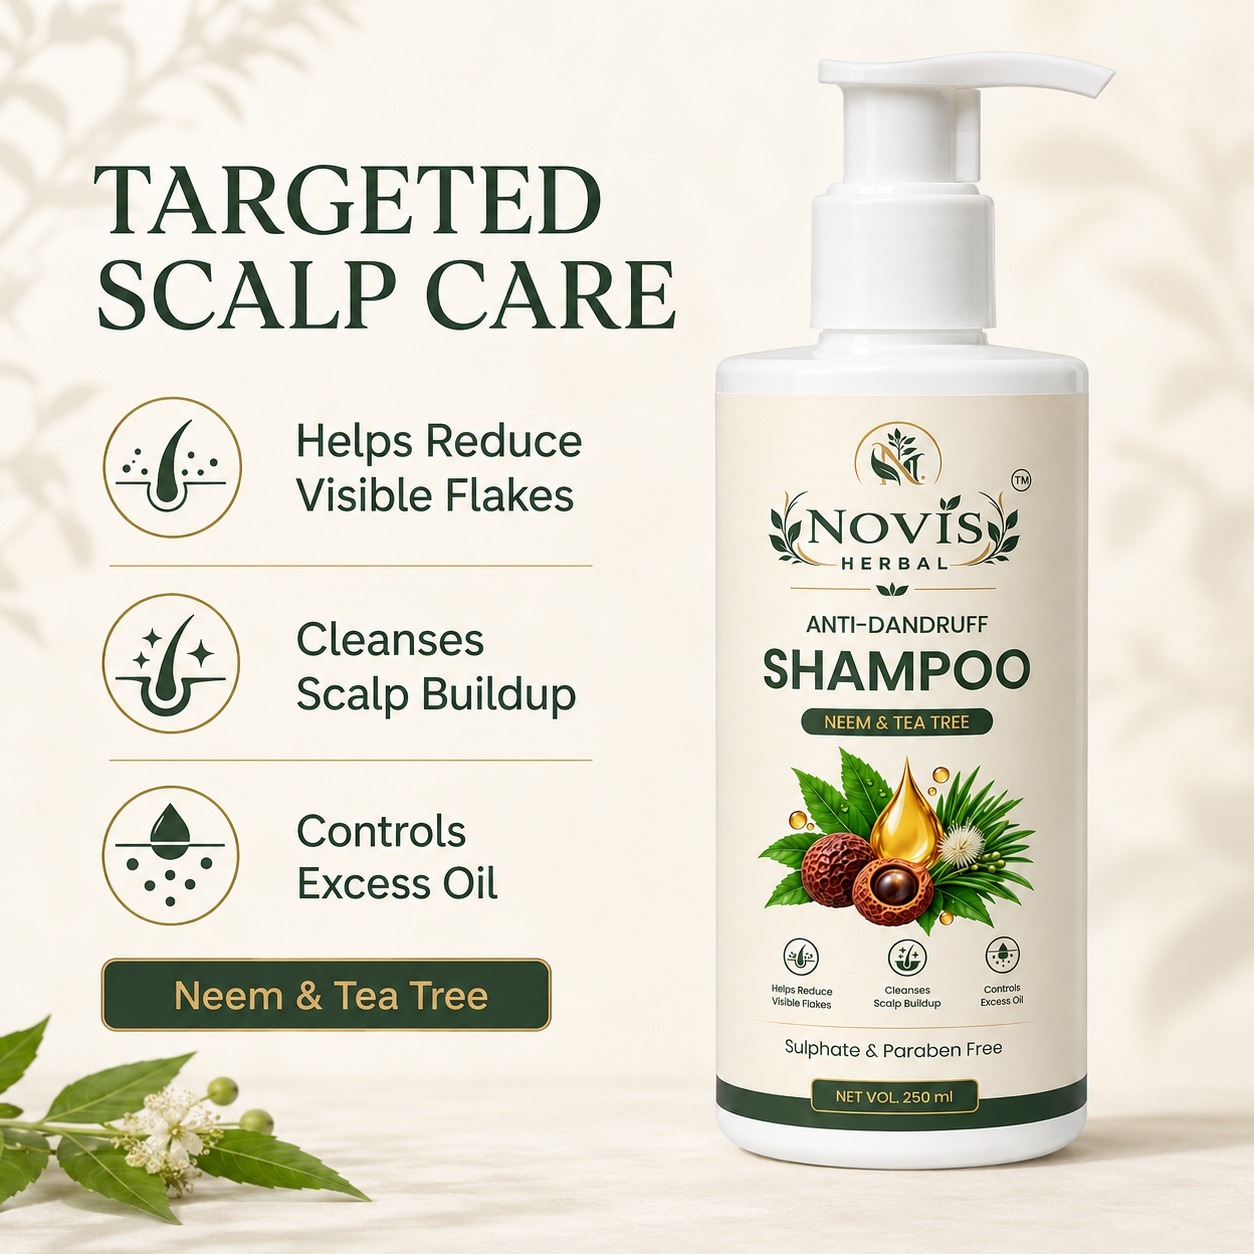 TARGETED
SCALP CARE
Helps Reduce
Visible Flakes
Cleanses
Scalp Buildup
Controls
Excess Oil
Neem & Tea Tree
N.
NOVIS
TM
HERBAL
ANTI-DANDRUFF
SHAMPOO
NEEM & TEA TREE
Helps Reduce
Visible Flakes
Cleanses
Scalp Buildup
Controls
Excess Oil
Sulphate & Paraben Free
NET VOL. 250 ml